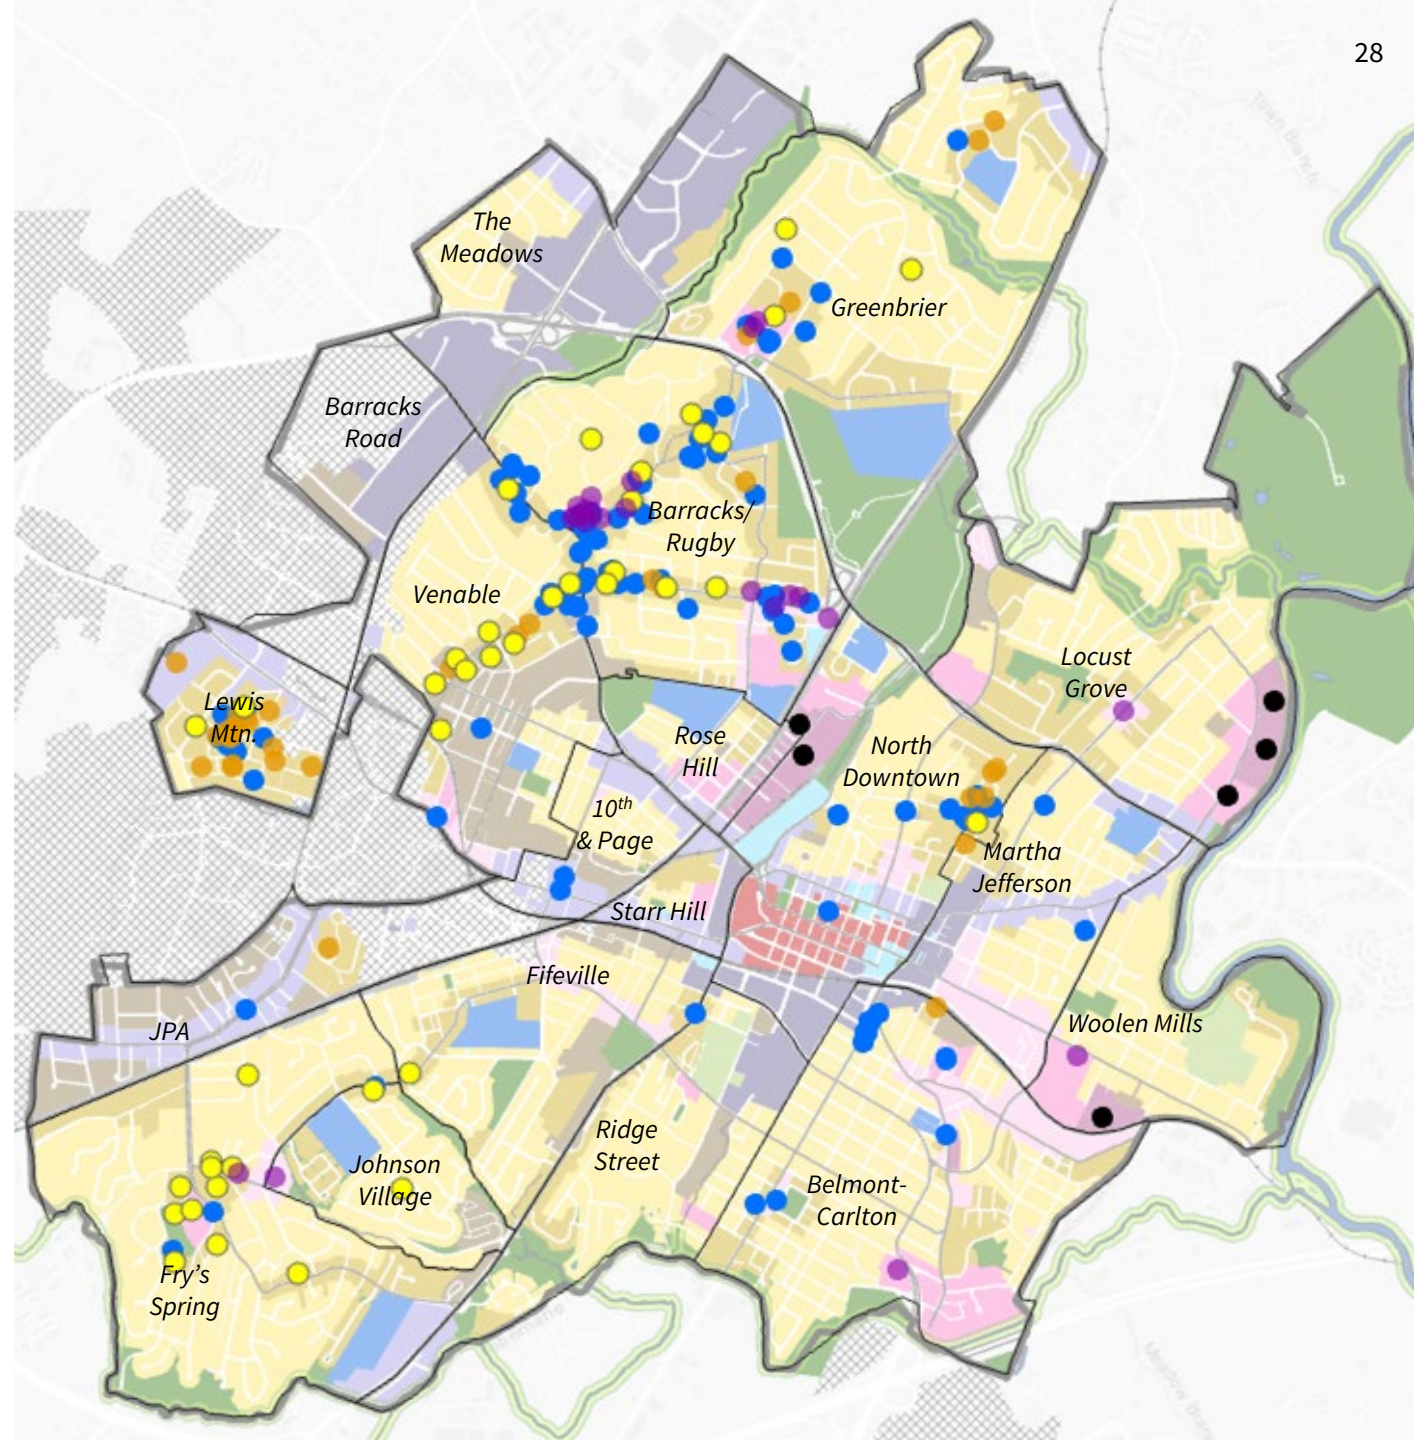 28
The
Meadows
Greenbrier
Barracks
Road
Barracks/
Rugby
Venable
Locust
Grove
Lewis
Mtn.
Rose
Hill
North
Downtown
10th
& Page
Martha
Jefferson
Starr Hill
Fifeville
JPA
Woolen Mills
Ridge
Street
Johnson
Village
Belmont-
Carlton
Fry's
Spring